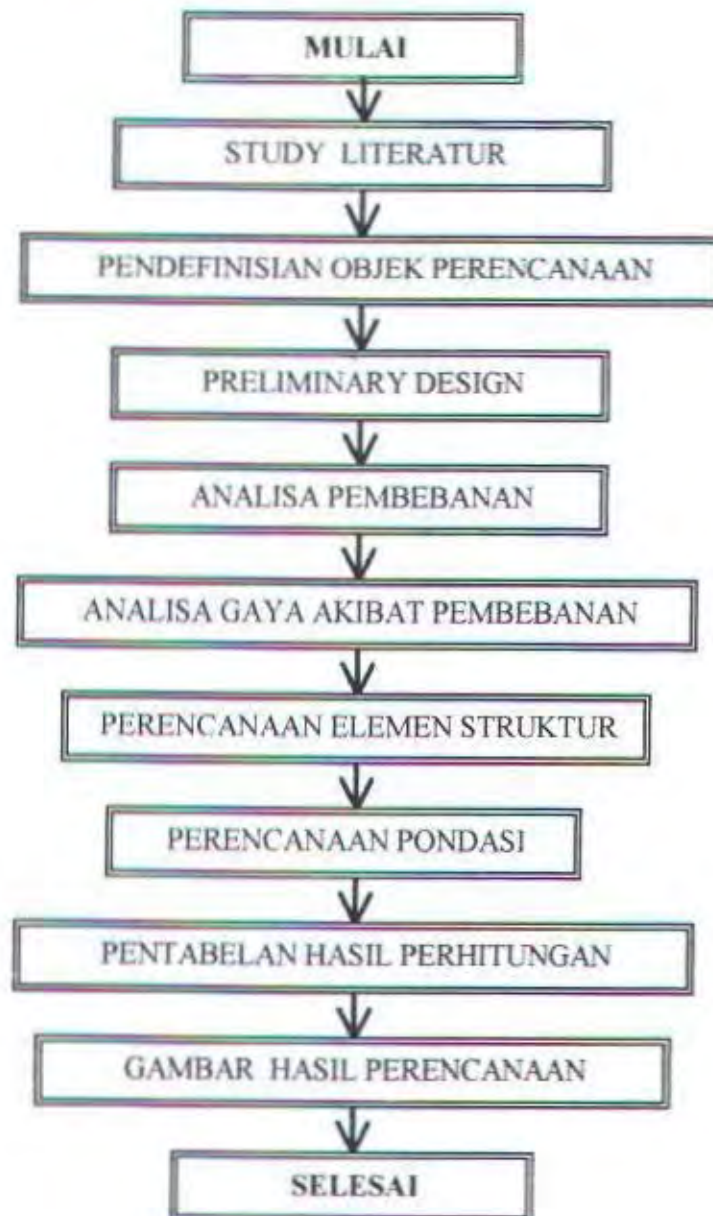 MULAI
STUDY LITERATUR
PENDEFINISIAN OBJEK PERENCANAAN
PRELIMINARY DESIGN
ANALISA PEMBEBANAN
ANALISA GAYA AKIBAT PEMBEBANAN
PERENCANAAN ELEMEN STRUKTUR
PERENCANAAN PONDASI
PENTABELAN HASIL PERHITUNGAN
GAMBAR HASIL PERENCANAAN
SELESAI